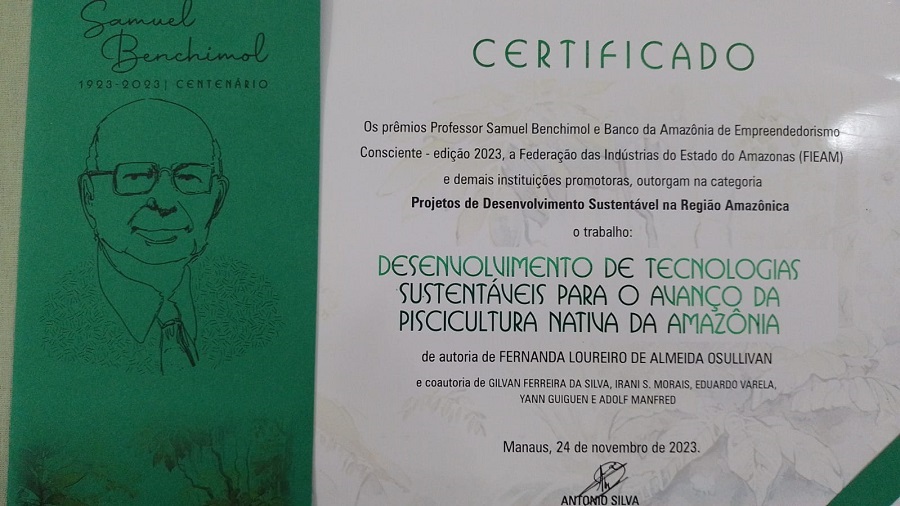 Samuel
Benchimol
1923-2023 | CENTENÁRIO
CERTIFICADO
Os prêmios Professor Samuel Benchimol e Banco da Amazônia de Empreendedorismo
Consciente - edição 2023, a Federação das Indústrias do Estado do Amazonas (FIEAM)
e demais instituições promotoras, outorgam na categoria
Projetos de Desenvolvimento Sustentável na Região Amazônica
o trabalho:
DESENVOLVIMENTO DE TECNOLOGIAS
SUSTENTÁVEIS PARA O AVANÇO DA
PISCICULTURA NATIVA DA AMAZÔNIA
de autoria de FERNANDA LOUREIRO DE ALMEIDA OSULLIVAN
e coautoria de GILVAN FERREIRA DA SILVA, IRANI S. MORAIS, EDUARDO VARELA,
YANN GUIGUEN E ADOLF MANFRED
Manaus, 24 de novembro de 2023.
ANTONIO SILVA